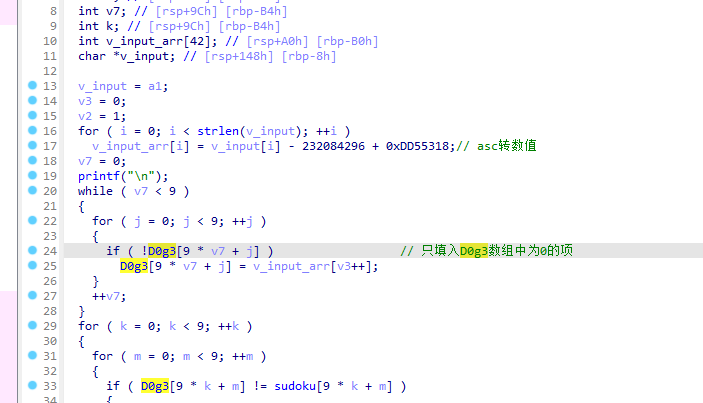 8 int v7; // [rsp+9Ch] [rbp-B4h]
9 int k; // [rsp+9Ch] [rbp-B4h]
10 int v_input_arr[42]; // [rsp+A0h] [rbp-B0h]
11 char *v_input; // [rsp+148h] [rbp-8h]
12
13 v_input = a1;
14 v3 = 0;
15 v2 = 1;
16 for ( i = 0; i < strlen(v_input); ++i )
17 v_input_arr[i] = v_input[i] - 232084296 + 0xDD55318;// asc转数值
18 v7 = 0;
19 printf("\n");
20 while ( v7 < 9 )
21 {
22 for ( j = 0; j < 9; ++j )
23 {
24 if ( !D0g3[9 * v7 + j] ) // 只填入D0g3数组中为0的项
25 D0g3[9 * v7 + j] = v_input_arr[v3++];
26 }
27 ++v7;
28 }
29 for ( k = 0; k < 9; ++k )
30 {
31 for ( m = 0; m < 9; ++m )
32 {
33 if ( D0g3[9 * k + m] != sudoku[9 * k + m] )